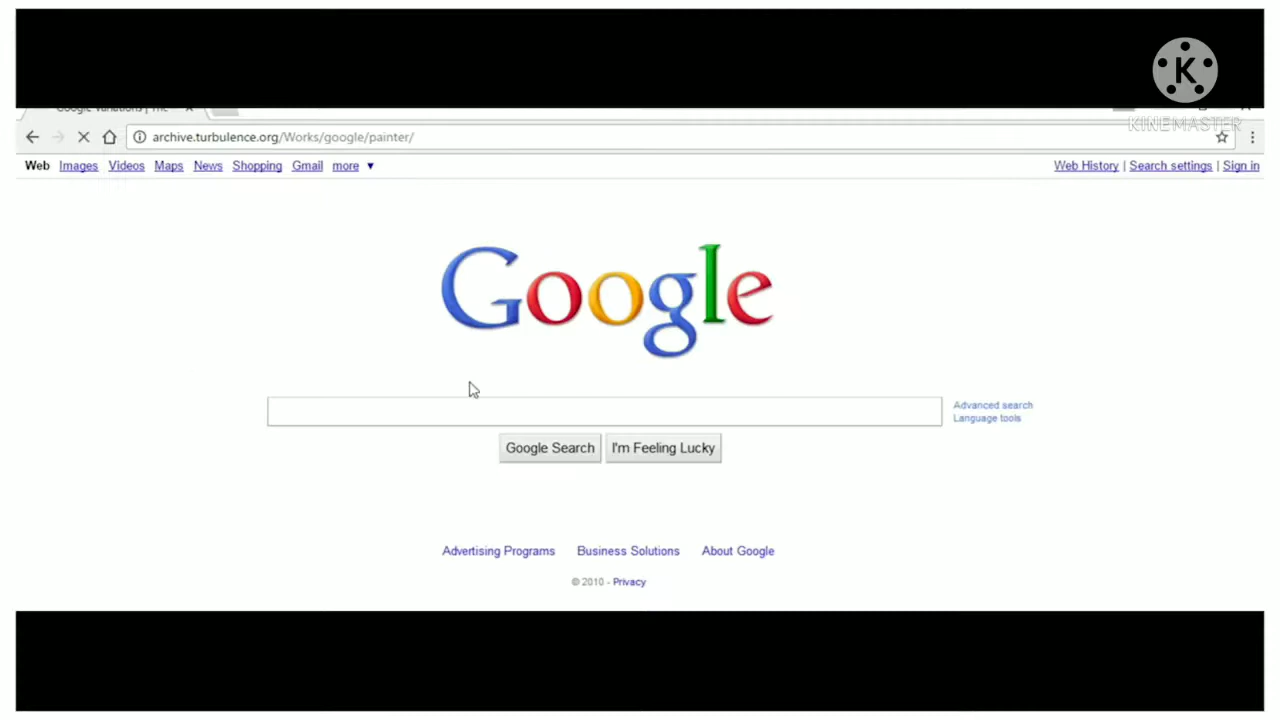 K
KINEMASTER
archive.turbulence.org/Works/google/painter/
Web Images Videos Maps News Shopping Gmail more ▼ Web History | Search settings | Sign in
Google
Advanced search
Language tools
Google Search I'm Feeling Lucky
Advertising Programs Business Solutions About Google
© 2010 - Privacy